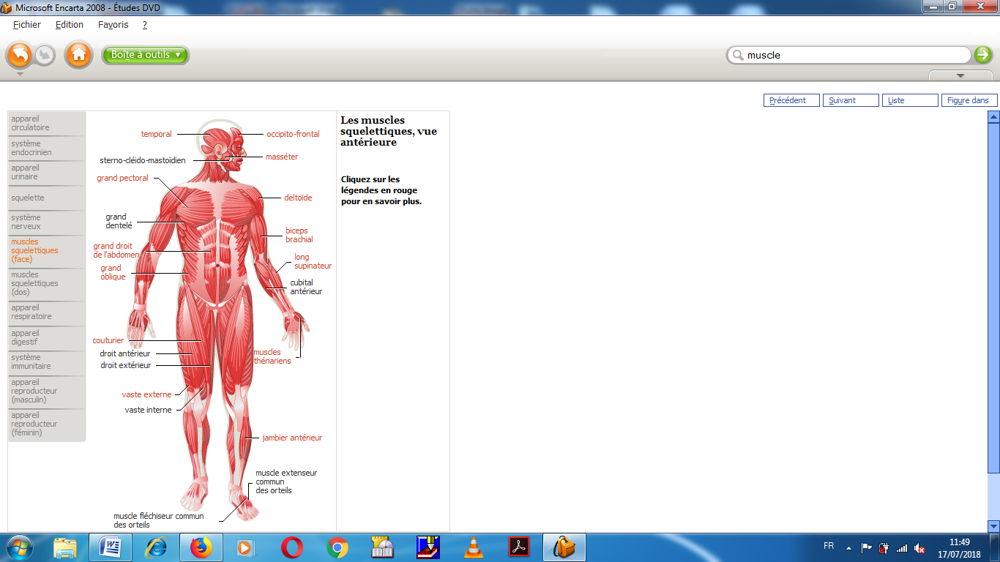 Microsoft Encarta 2008 - Études DVD
Fichier Edition Favoris ?
Boîte à outils
muscle
Précédent Suivant Liste Figure dans
appareil
circulatoire
système
endocrinien
appareil
urinaire
squelette
système
nerveux
muscles
squelettiques
(face)
muscles
squelettiques
(dos)
appareil
respiratoire
appareil
digestif
système
immunitaire
appareil
reproducteur
(masculin)
appareil
reproducteur
(féminin)
temporal
occipito-frontal
sterno-cléido-mastoïdien
masséter
grand pectoral
deltoïde
grand
dentelé
biceps
brachial
grand droit
de l'abdomen
long
supinateur
grand
oblique
cubital
antérieur
couturier
droit antérieur
muscles
thénariens
droit extérieur
vaste externe
vaste interne
jambier antérieur
muscle extenseur
commun
des orteils
muscle fléchiseur commun
des orteils
Les muscles
squelettiques, vue
antérieure
Cliquez sur les
légendes en rouge
pour en savoir plus.
FR
11:49
17/07/2018